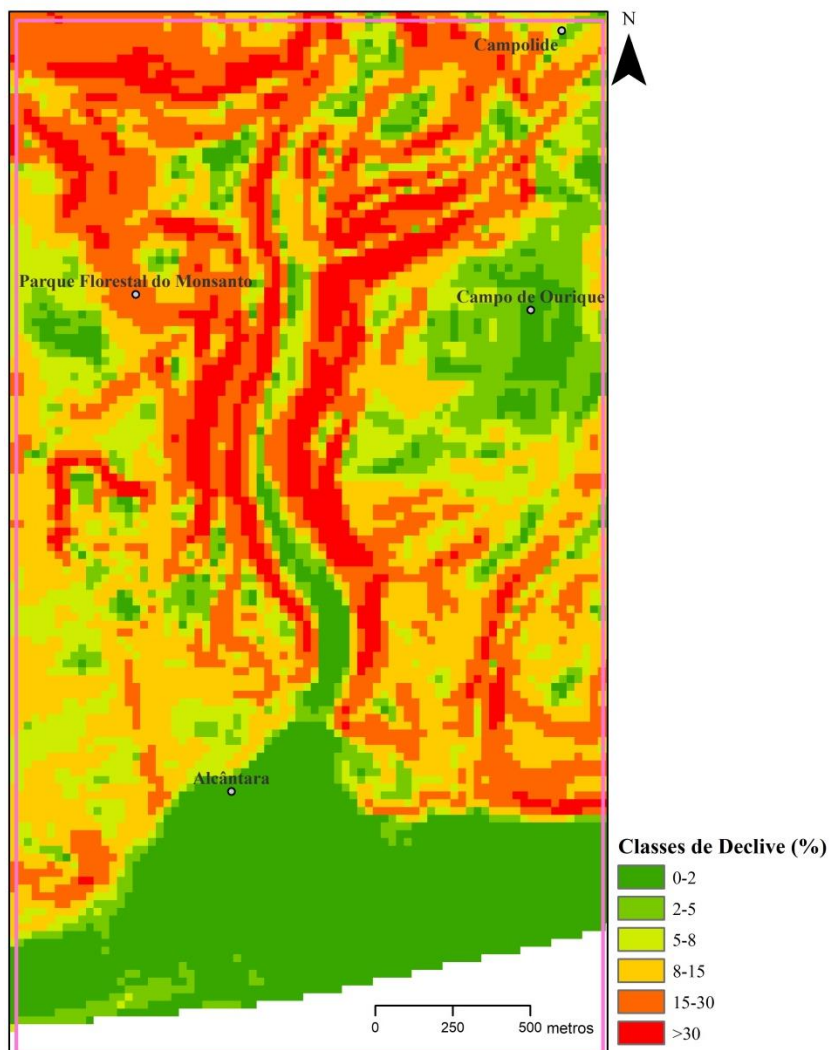 N
Campolide
Parque Florestal do Monsanto
Campo de Ourique
Alcântara
Classes de Declive (%)
0-2
2-5
5-8
8-15
15-30
>30
0 250 500 metros